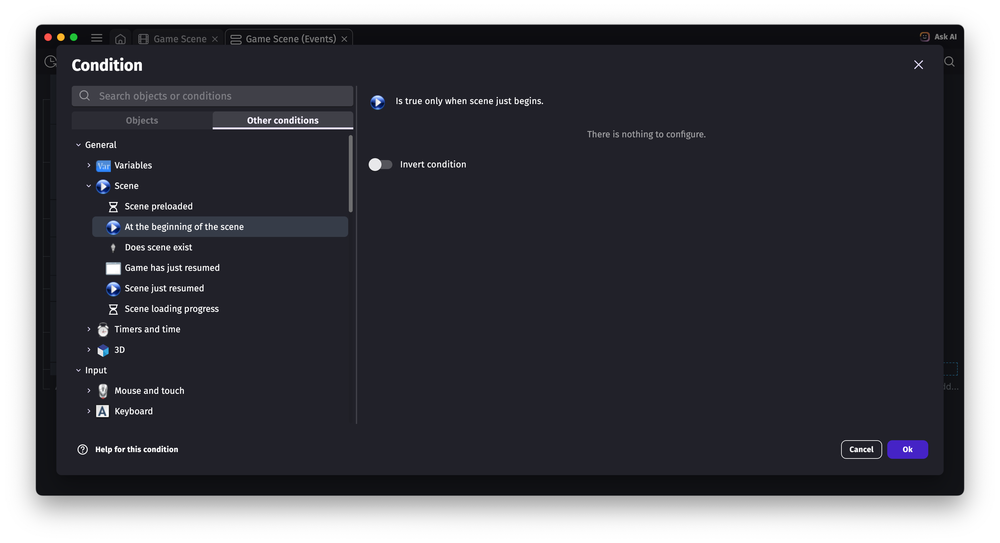 Game Scene
Game Scene (Events)
Ask AI
Condition
Search objects or conditions
Objects
Other conditions
General
Var Variables
Scene
Scene preloaded
At the beginning of the scene
Does scene exist
Game has just resumed
Scene just resumed
Scene loading progress
Timers and time
3D
Input
Mouse and touch
A Keyboard
Is true only when scene just begins.
There is nothing to configure.
Invert condition
Help for this condition
Cancel
Ok